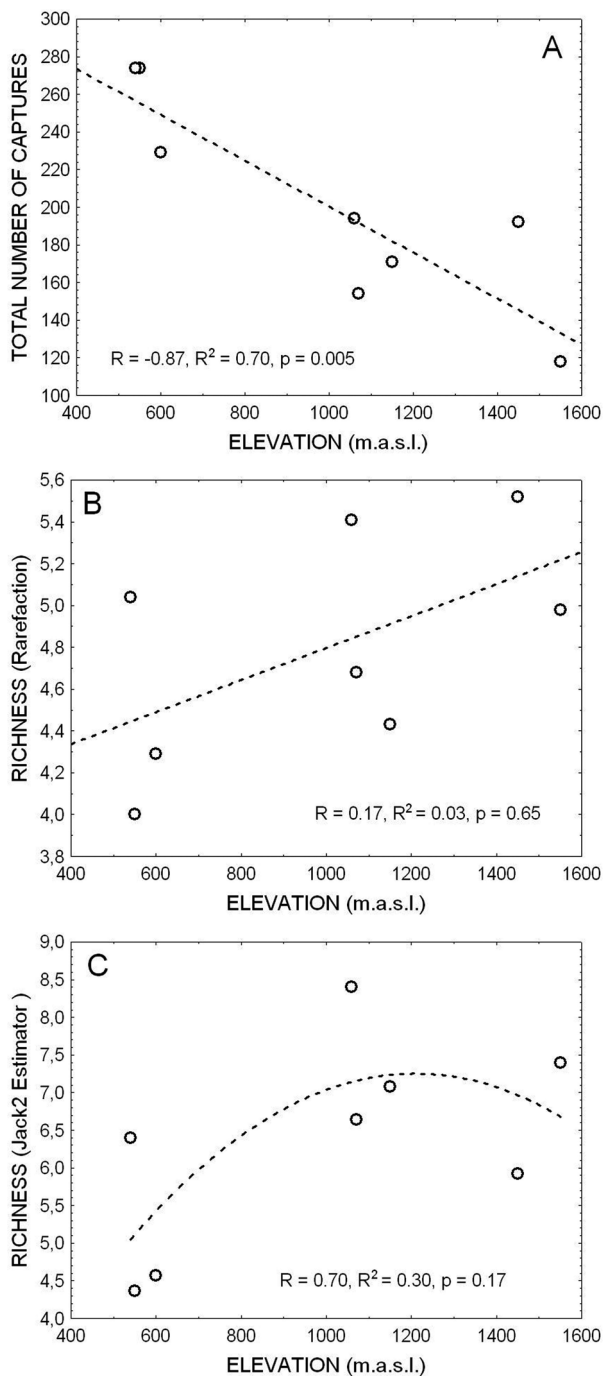 A
TOTAL NUMBER OF CAPTURES
300
280
260
240
220
200
180
160
140
120
100
R = -0.87, R² = 0.70, p = 0.005
400 600 800 1000 1200 1400 1600
ELEVATION (m.a.s.l.)
B
RICHNESS (Rarefaction)
5,6
5,4
5,2
5,0
4,8
4,6
4,4
4,2
4,0
3,8
R = 0.17, R² = 0.03, p = 0.65
400 600 800 1000 1200 1400 1600
ELEVATION (m.a.s.l.)
C
RICHNESS (Jack2 Estimator )
9,0
8,5
8,0
7,5
7,0
6,5
6,0
5,5
5,0
4,5
4,0
R = 0.70, R² = 0.30, p = 0.17
400 600 800 1000 1200 1400 1600
ELEVATION (m.a.s.l.)